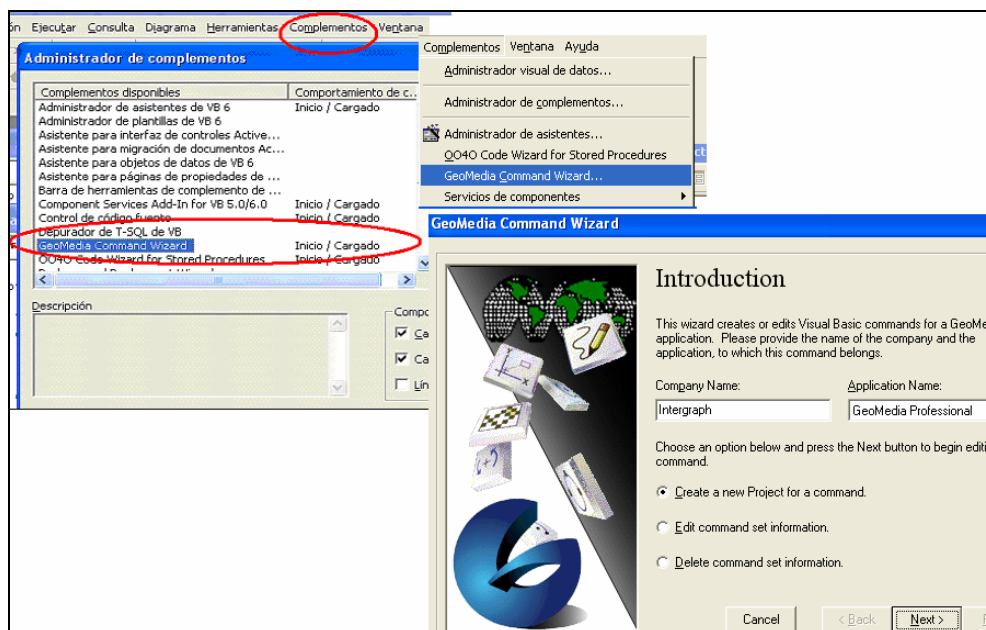 ón Ejecutar Consulta Diagrama Herramientas Complementos Ventana
Administrador de complementos
Complementos disponibles Comportamiento de c...
Administrador de asistentes de VB 6 Inicio / Cargado
Administrador de plantillas de VB 6
Asistente para interfaz de controles Active...
Asistente para migración de documentos Ac...
Asistente para objetos de datos de VB 6
Asistente para páginas de propiedades de ...
Barra de herramientas de complemento de ...
Component Services Add-In for VB 5.0/6.0 Inicio / Cargado
Control de código fuente Inicio / Cargado
Depurador de T-SQL de VB
GeoMedia Command Wizard Inicio / Cargado
OO4O Code Wizard for Stored Procedures Inicio / Cargado
Descripción
Compo
Ca
Ca
Lín
Complementos Ventana Ayuda
Administrador visual de datos...
Administrador de complementos...
Administrador de asistentes...
OO4O Code Wizard for Stored Procedures
GeoMedia Command Wizard...
Servicios de componentes
ct
GeoMedia Command Wizard
Introduction
This wizard creates or edits Visual Basic commands for a GeoMe
application. Please provide the name of the company and the
application, to which this command belongs.
Company Name: Application Name:
Intergraph GeoMedia Professional
Choose an option below and press the Next button to begin editi
command.
Create a new Project for a command.
Edit command set information.
Delete command set information.
Cancel < Back Next >